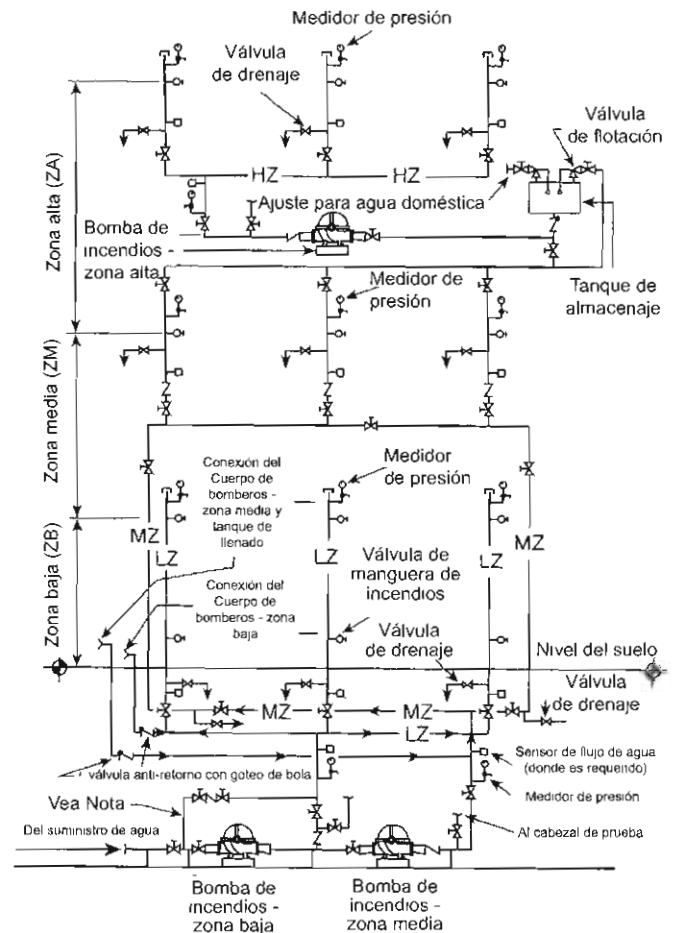 Medidor de presión
Válvula
de drenaje
Válvula
de flotación
Zona alta (ZA)
HZ
HZ
Ajuste para agua doméstica
Bomba de
incendios -
zona alta
Tanque de
almacenaje
Medidor de
presión
Zona media (ZM)
Conexión del
Cuerpo de
bomberos -
zona media y
tanque de
llenado
Medidor
de presión
MZ
LZ
LZ
LZ
MZ
Zona baja (ZB)
Conexión del
Cuerpo de
bomberos - zona
baja
Válvula de
manguera de
incendios
Válvula
de drenaje
Nivel del suelo
Válvula
de drenaje
MZ
MZ
LZ
Sensor de flujo de agua
(donde es requerido)
válvula anti-retorno con goteo de bola
Medidor de presión
Vea Nota
Del suministro de agua
Al cabezal de prueba
Bomba de
incendios -
zona baja
Bomba de
incendios -
zona media